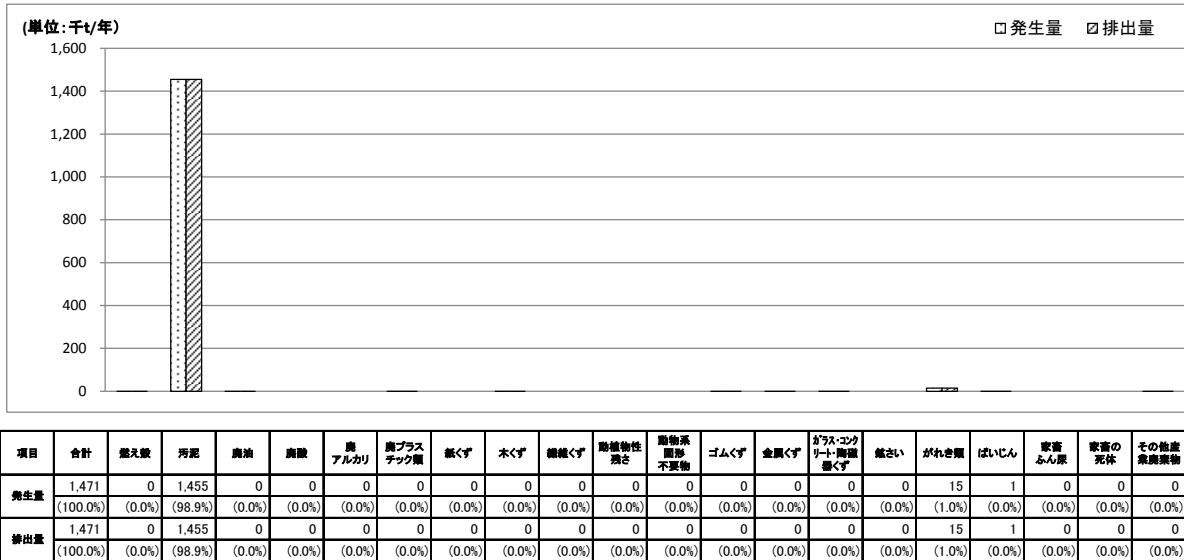 (単位:千t/年)
発生量 排出量
1,600
1,400
1,200
1,000
800
600
400
200
0
項目 合計 燃え殻 汚泥 廃油 廃酸 廃アルカリ 廃プラスチック類 紙くず 木くず 繊維くず 動植物性残さ 動物系固形不要物 ゴムくず 金属くず ガラス・コンクリート・陶磁器くず 鉱さい がれき類 ばいじん 家畜ふん尿 家畜の死体 その他産業廃棄物
発生量 1,471 0 1,455 0 0 0 0 0 0 0 0 0 0 0 0 0 15 1 0 0 0
(100.0%) (0.0%) (98.9%) (0.0%) (0.0%) (0.0%) (0.0%) (0.0%) (0.0%) (0.0%) (0.0%) (0.0%) (0.0%) (0.0%) (0.0%) (0.0%) (1.0%) (0.0%) (0.0%) (0.0%) (0.0%)
排出量 1,471 0 1,455 0 0 0 0 0 0 0 0 0 0 0 0 0 15 1 0 0 0
(100.0%) (0.0%) (98.9%) (0.0%) (0.0%) (0.0%) (0.0%) (0.0%) (0.0%) (0.0%) (0.0%) (0.0%) (0.0%) (0.0%) (0.0%) (0.0%) (1.0%) (0.0%) (0.0%) (0.0%) (0.0%)